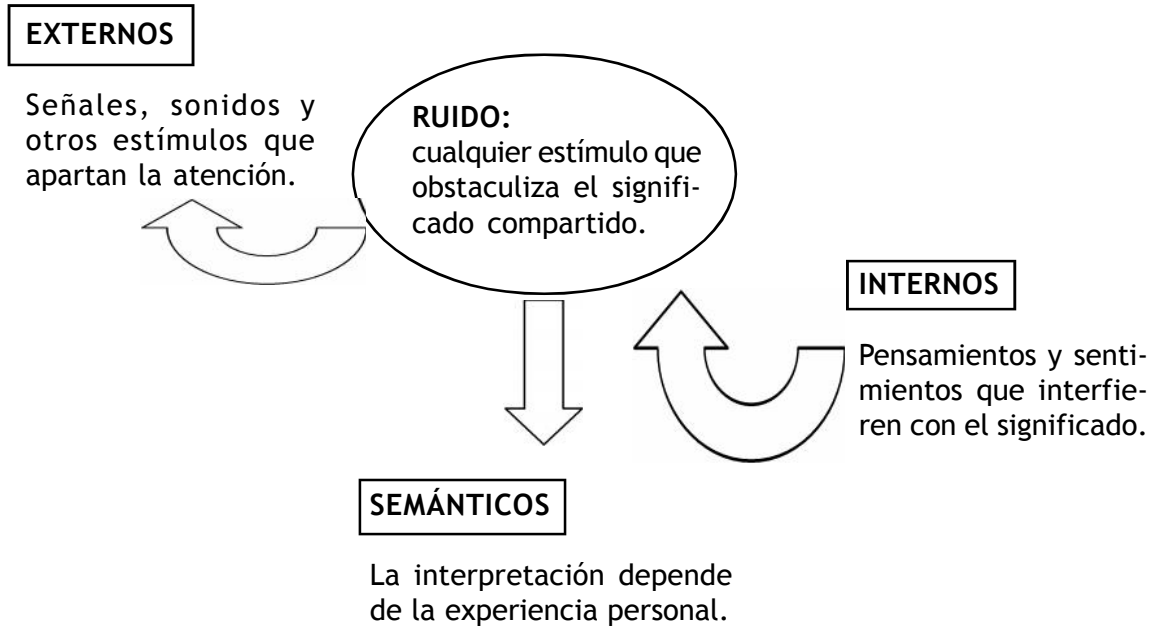 EXTERNOS
Señales, sonidos y
otros estímulos que
apartan la atención.
RUIDO:
cualquier estímulo que
obstaculiza el signifi-
cado compartido.
INTERNOS
Pensamientos y senti-
mientos que interfie-
ren con el significado.
SEMÁNTICOS
La interpretación depende
de la experiencia personal.